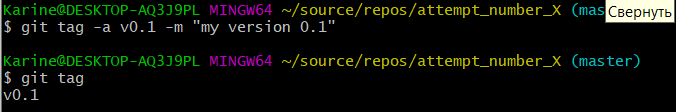 Karine@DESKTOP-AQ3J9PL MINGW64 ~/source/repos/attempt_number_X (mas
Свернуть
$ git tag -a v0.1 -m "my version 0.1"
Karine@DESKTOP-AQ3J9PL MINGW64 ~/source/repos/attempt_number_X (master)
$ git tag
v0.1